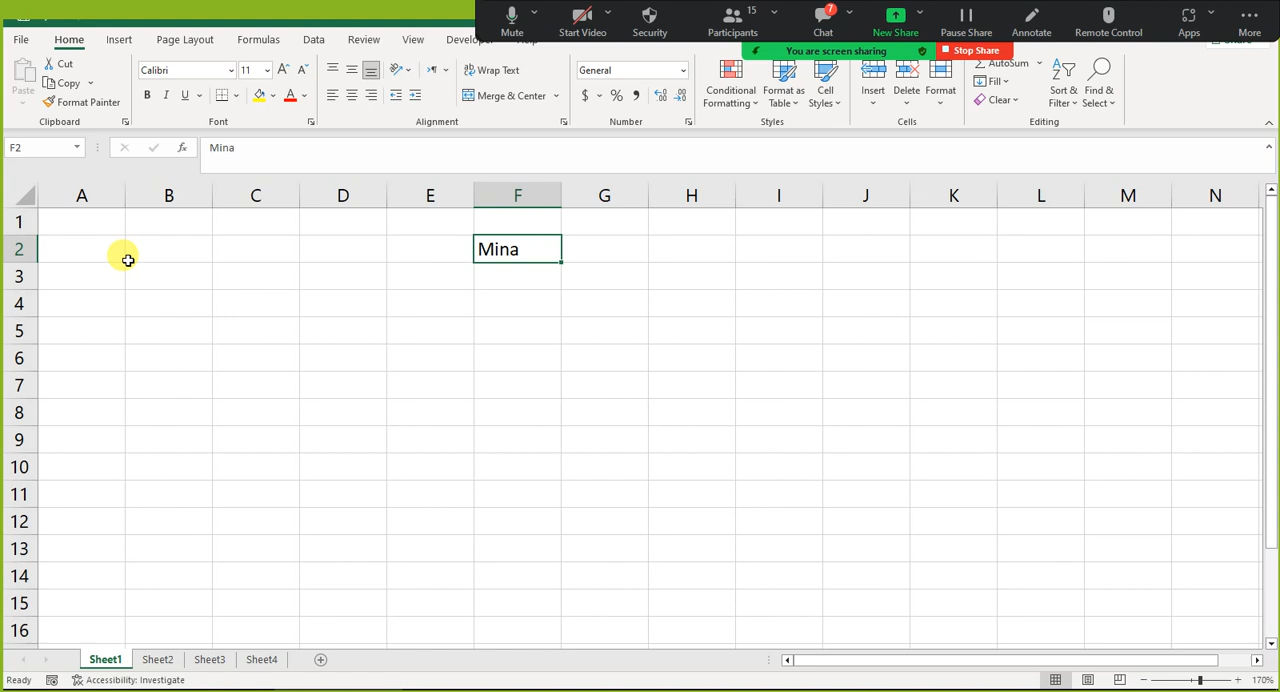 15
7
Mute
Start Video
Security
Participants
Chat
New Share
Pause Share
Annotate
Remote Control
Apps
More
You are screen sharing
Stop Share
File
Home
Insert
Page Layout
Formulas
Data
Review
View
Paste
Cut
Copy
Format Painter
Clipboard
Calibri
11
B I U
Font
Wrap Text
Merge & Center
Alignment
General
$ % ,
Number
Conditional
Formatting
Format as
Table
Cell
Styles
Styles
Insert
Delete
Format
Cells
AutoSum
Fill
Clear
Sort &
Filter
Find &
Select
Editing
F2
fx
Mina
A B C D E F G H I J K L M N
1
2 Mina
3
4
5
6
7
8
9
10
11
12
13
14
15
16
Sheet1 Sheet2 Sheet3 Sheet4
Ready
Accessibility: Investigate
170%